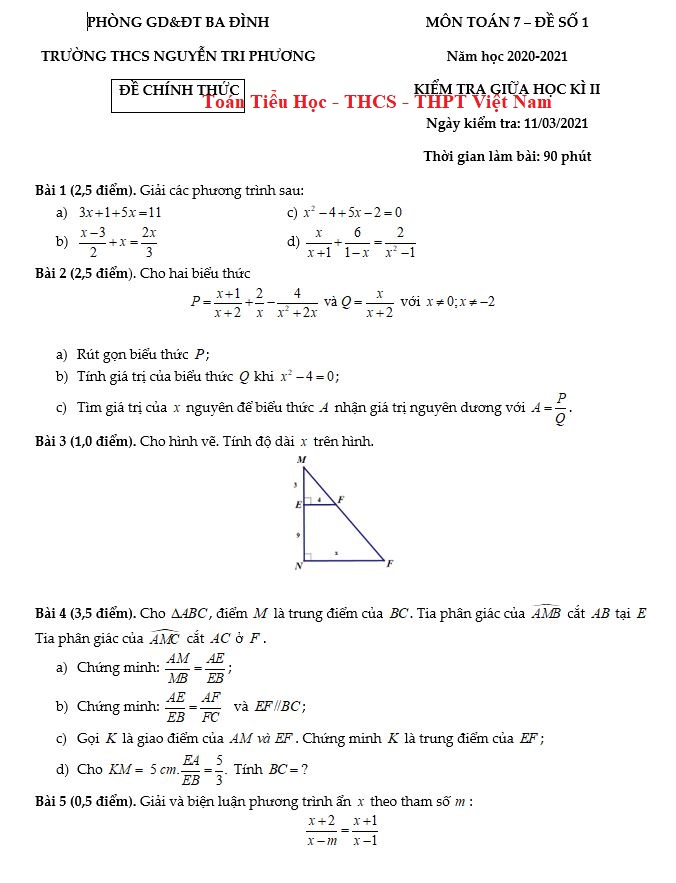 PHÒNG GD&ĐT BA ĐÌNH
MÔN TOÁN 7 – ĐỀ SỐ 1
TRƯỜNG THCS NGUYỄN TRI PHƯƠNG
Năm học 2020-2021
ĐỀ CHÍNH THỨC
KIỂM TRA GIỮA HỌC KÌ II
Toán Tiểu Học - THCS - THPT Việt Nam
Ngày kiểm tra: 11/03/2021
Thời gian làm bài: 90 phút
Bài 1 (2,5 điểm). Giải các phương trình sau:
a) 3x+1+5x=11
c) x² −4+5x−2=0
b) (x−3)/2 + x = 2x/3
d) x/(x+1) + 6/(1−x) = 2/(x²−1)
Bài 2 (2,5 điểm). Cho hai biểu thức
P = (x+1)/(x+2) + 2/x − 4/(x²+2x) và Q = x/(x+2) với x ≠ 0; x ≠ −2
a) Rút gọn biểu thức P;
b) Tính giá trị của biểu thức Q khi x² −4=0;
c) Tìm giá trị của x nguyên để biểu thức A nhận giá trị nguyên dương với A = P/Q.
Bài 3 (1,0 điểm). Cho hình vẽ. Tính độ dài x trên hình.
M
3
E 4 F
9
x
N F
Bài 4 (3,5 điểm). Cho ΔABC, điểm M là trung điểm của BC. Tia phân giác của AMB cắt AB tại E
Tia phân giác của AMC cắt AC ở F.
a) Chứng minh: AM/MB = AE/EB;
b) Chứng minh: AE/EB = AF/FC và EF//BC;
c) Gọi K là giao điểm của AM và EF. Chứng minh K là trung điểm của EF;
d) Cho KM = 5 cm. EA/EB = 5/3. Tính BC=?
Bài 5 (0,5 điểm). Giải và biện luận phương trình ẩn x theo tham số m:
(x+2)/(x−m) = (x+1)/(x−1)